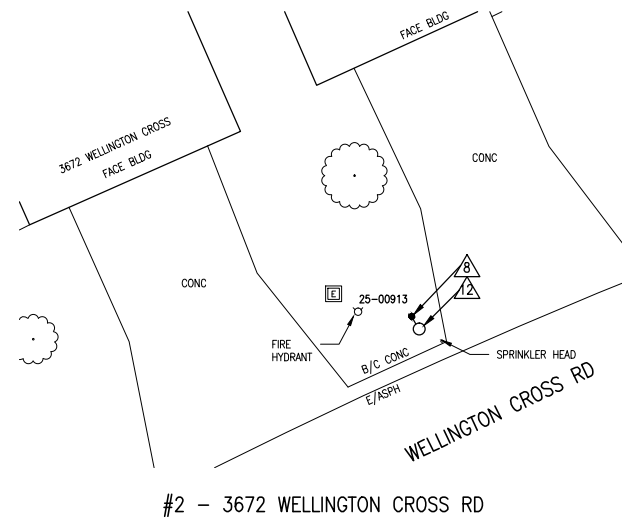 FACE BLDG
3672 WELLINGTON CROSS
FACE BLDG
CONC
CONC
8
12
E
25-00913
FIRE
HYDRANT
B/C CONC
SPRINKLER HEAD
E/ASPH
WELLINGTON CROSS RD
#2 - 3672 WELLINGTON CROSS RD